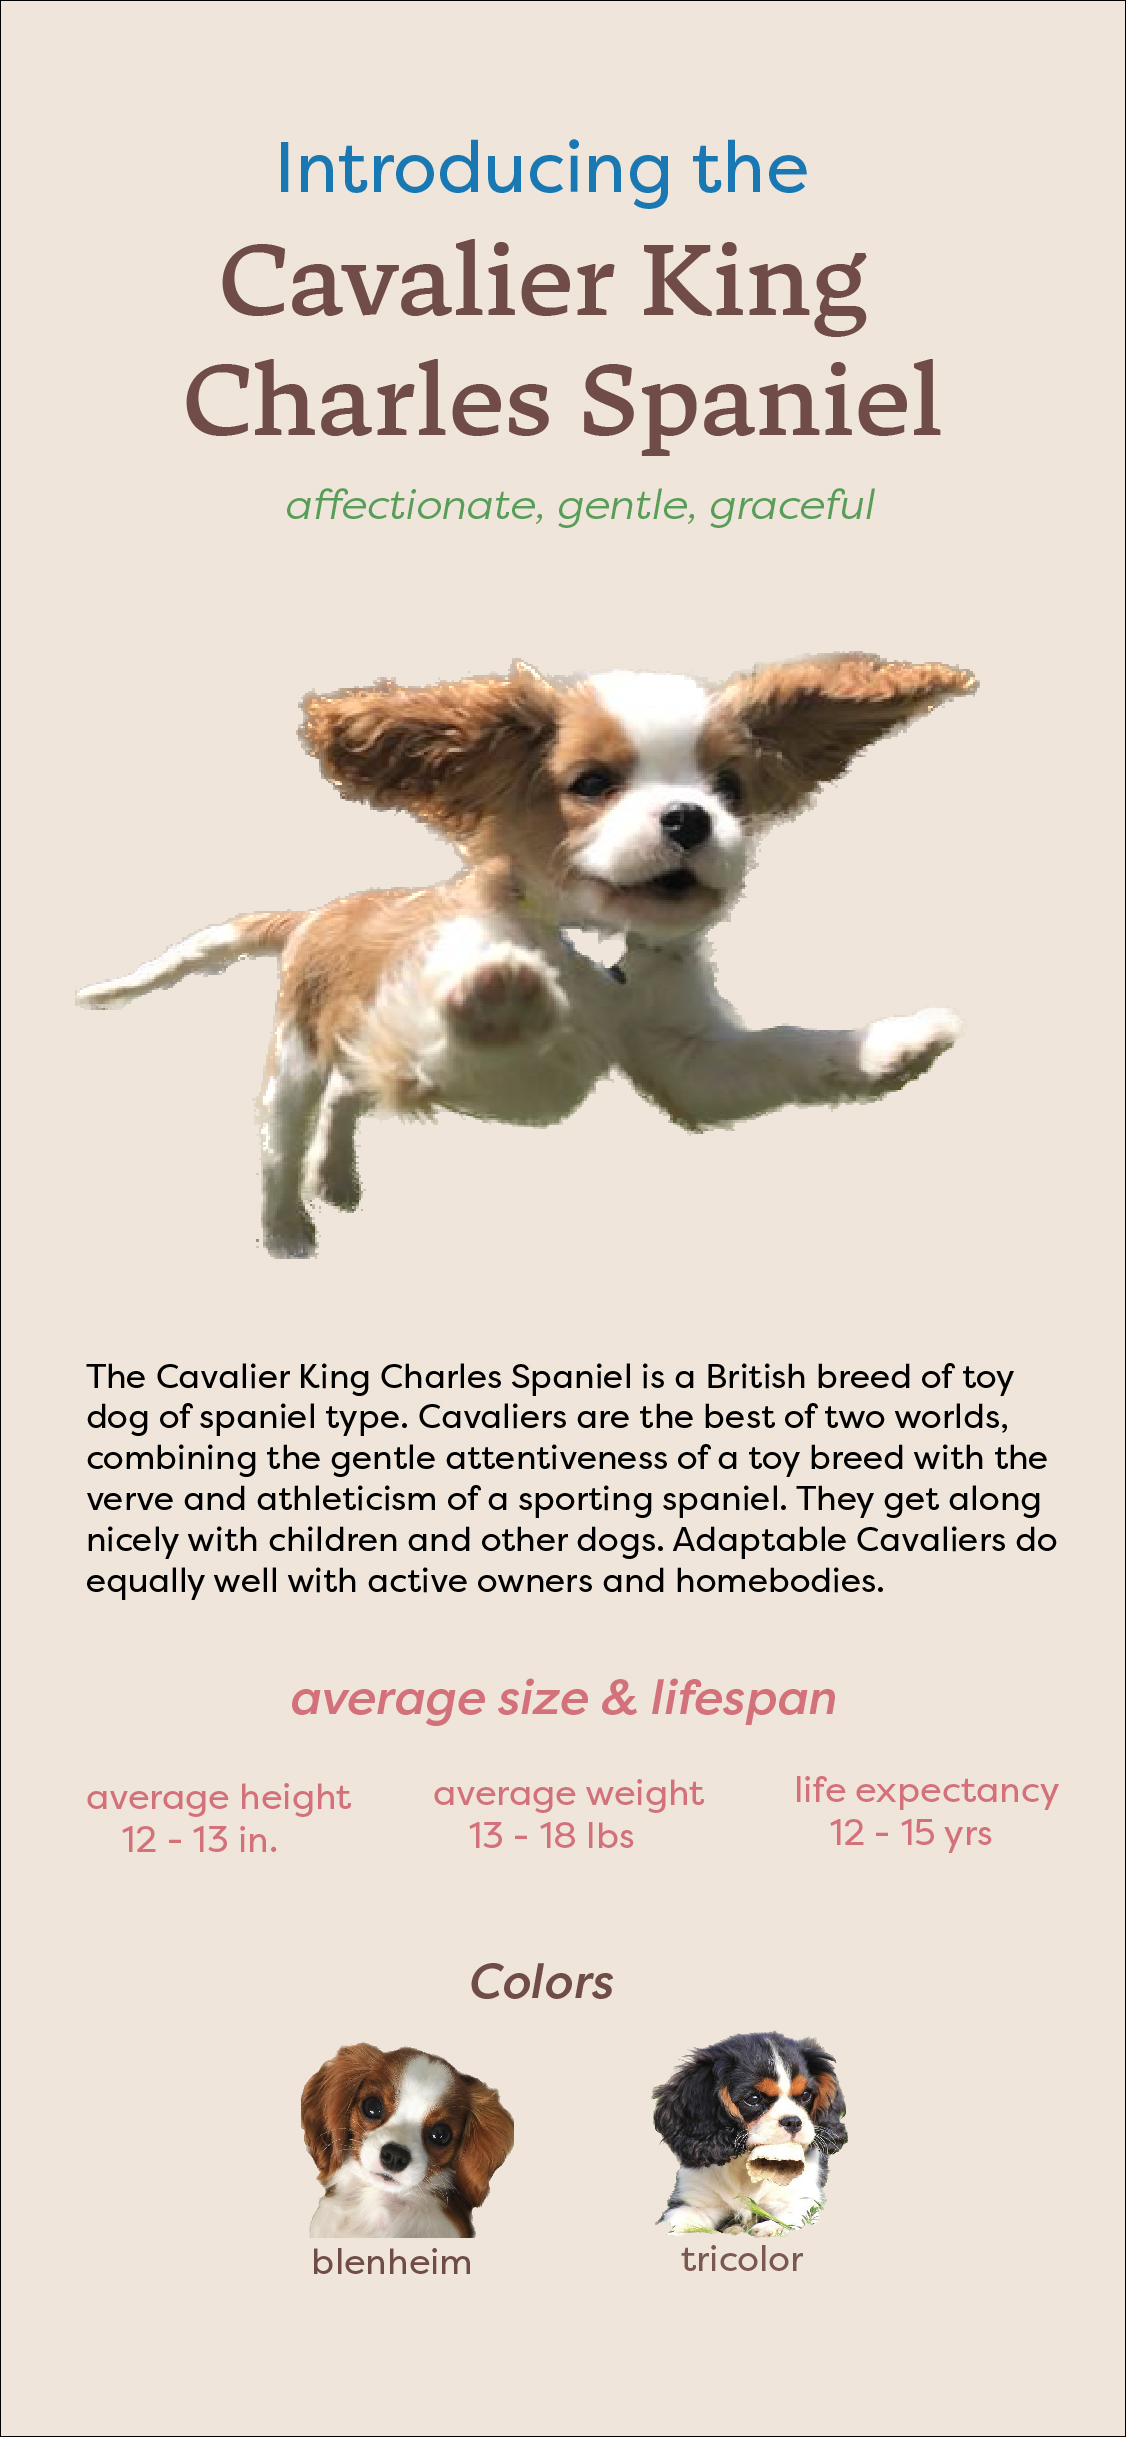 Introducing the
Cavalier King
Charles Spaniel
affectionate, gentle, graceful
The Cavalier King Charles Spaniel is a British breed of toy
dog of spaniel type. Cavaliers are the best of two worlds,
combining the gentle attentiveness of a toy breed with the
verve and athleticism of a sporting spaniel. They get along
nicely with children and other dogs. Adaptable Cavaliers do
equally well with active owners and homebodies.
average size & lifespan
average height
12 - 13 in.
average weight
13 - 18 lbs
life expectancy
12 - 15 yrs
Colors
blenheim
tricolor